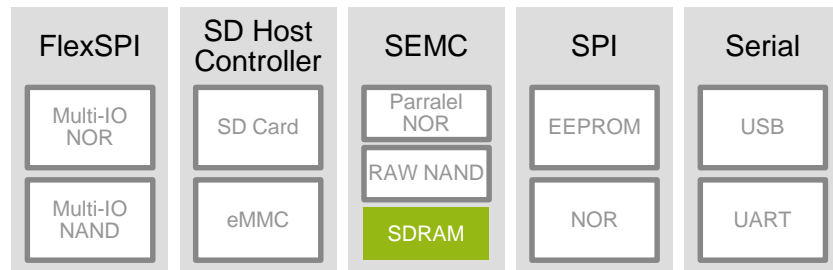 FlexSPI
Multi-IO
NOR
Multi-IO
NAND
SD Host
Controller
SD Card
eMMC
SEMC
Parralel
NOR
RAW NAND
SDRAM
SPI
EEPROM
NOR
Serial
USB
UART